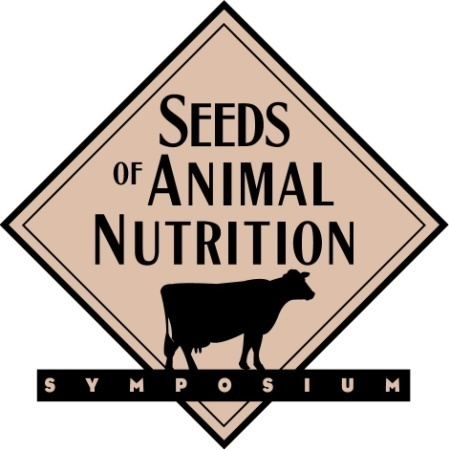 SEEDS
OF ANIMAL
NUTRITION
SYMPOSIUM